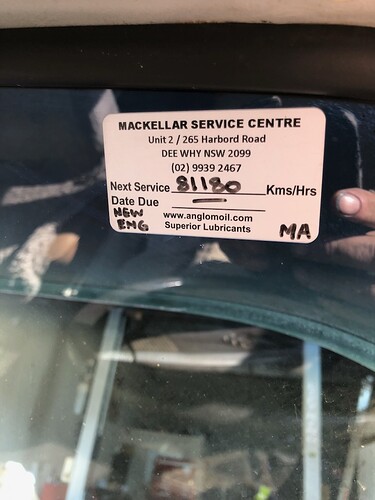 MACKELLAR SERVICE CENTRE
Unit 2 / 265 Harbord Road
DEE WHY NSW 2099
(02) 9939 2467
Next Service 81180 Kms/Hrs
Date Due —
NEW
ENG
www.anglomoil.com
Superior Lubricants
MA